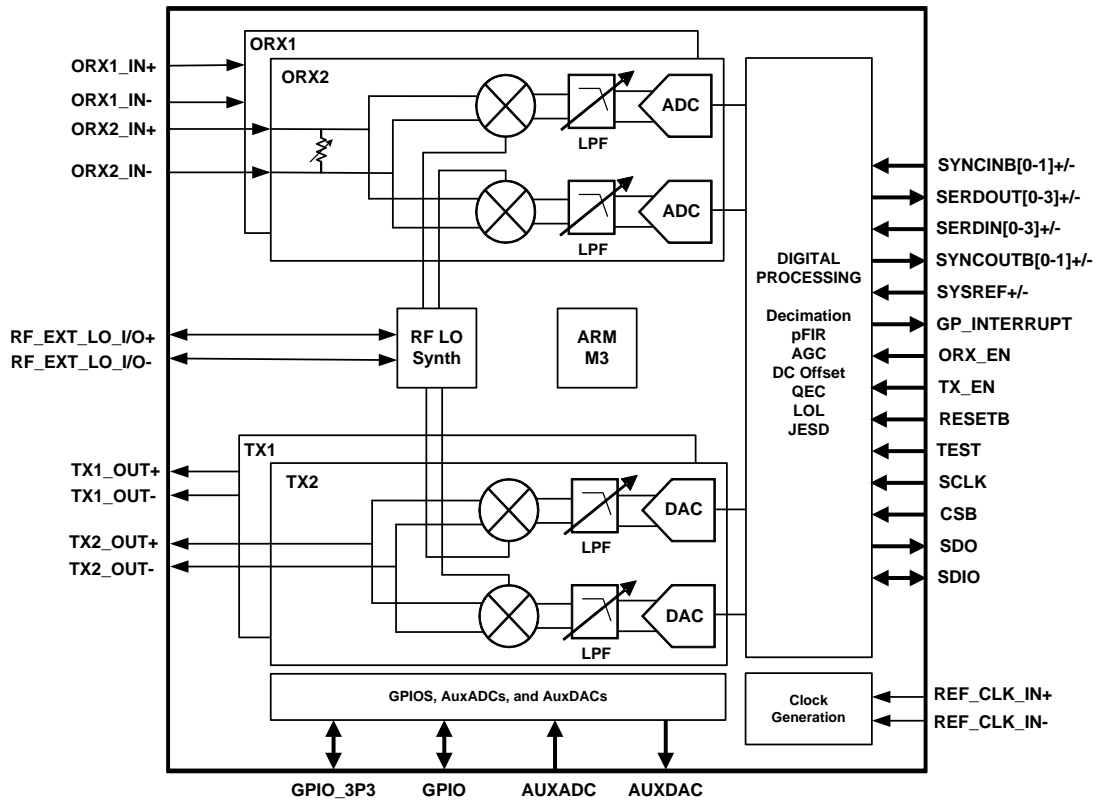 ORX1
ORX2
ORX1_IN+
ORX1_IN-
ORX2_IN+
ORX2_IN-
LPF
ADC
LPF
ADC
RF_EXT_LO_I/O+
RF_EXT_LO_I/O-
RF LO
Synth
ARM
M3
TX1
TX2
TX1_OUT+
TX1_OUT-
TX2_OUT+
TX2_OUT-
LPF
DAC
LPF
DAC
DIGITAL
PROCESSING
Decimation
pFIR
AGC
DC Offset
QEC
LOL
JESD
SYNCINB[0-1]+/-
SERDOUT[0-3]+/-
SERDIN[0-3]+/-
SYNCOUTB[0-1]+/-
SYSREF+/-
GP_INTERRUPT
ORX_EN
TX_EN
RESETB
TEST
SCLK
CSB
SDO
SDIO
GPIOS, AuxADCs, and AuxDACs
Clock
Generation
REF_CLK_IN+
REF_CLK_IN-
GPIO_3P3
GPIO
AUXADC
AUXDAC